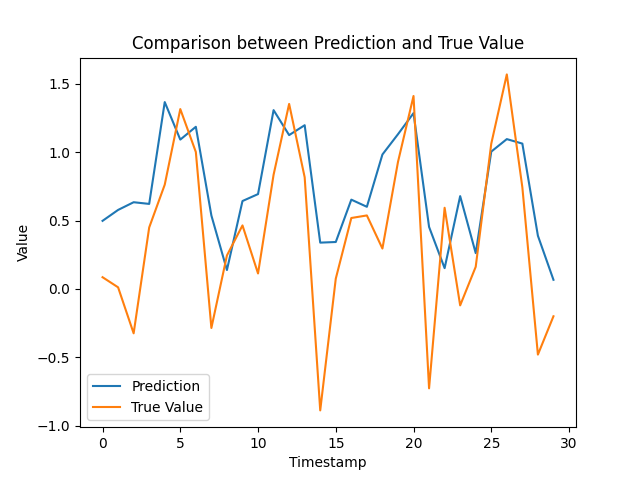 Comparison between Prediction and True Value
Value
1.5
1.0
0.5
0.0
−0.5
−1.0
Prediction
True Value
0 5 10 15 20 25 30
Timestamp